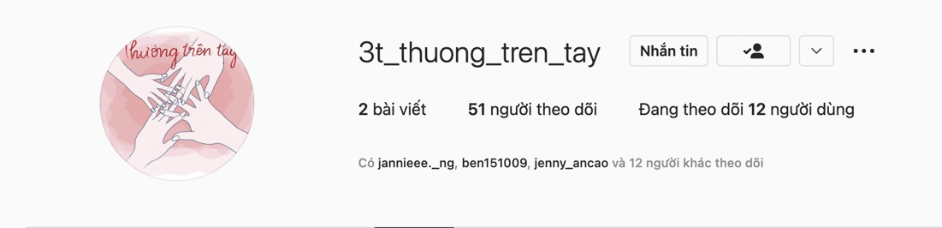 Thương trên tay
3t_thuong_tren_tay Nhắn tin
2 bài viết 51 người theo dõi Đang theo dõi 12 người dùng
Có jannieee._ng, ben151009, jenny_ancao và 12 người khác theo dõi